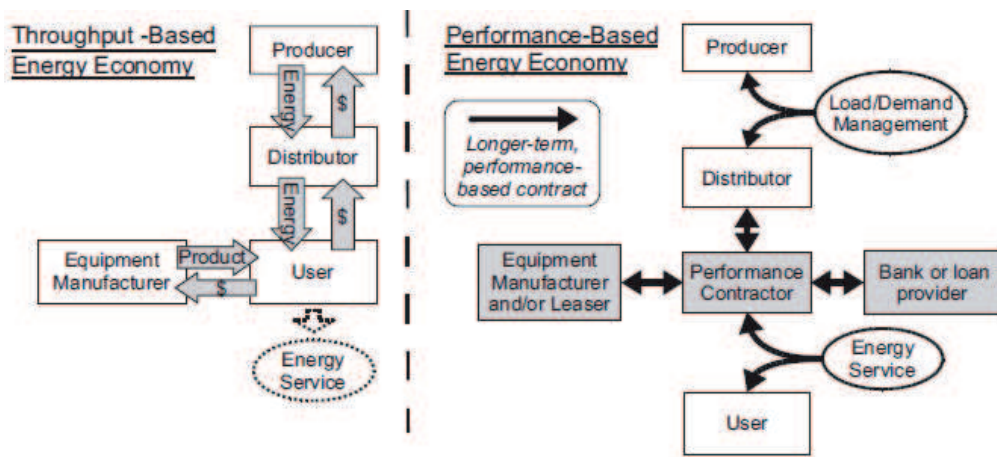 Throughput -Based
Energy Economy
Producer
Energy
$
Distributor
Energy
$
Equipment
Manufacturer
Product
$
User
Energy
Service
Performance-Based
Energy Economy
Longer-term,
performance-
based contract
Producer
Load/Demand
Management
Distributor
Equipment
Manufacturer
and/or Leaser
Performance
Contractor
Bank or loan
provider
Energy
Service
User